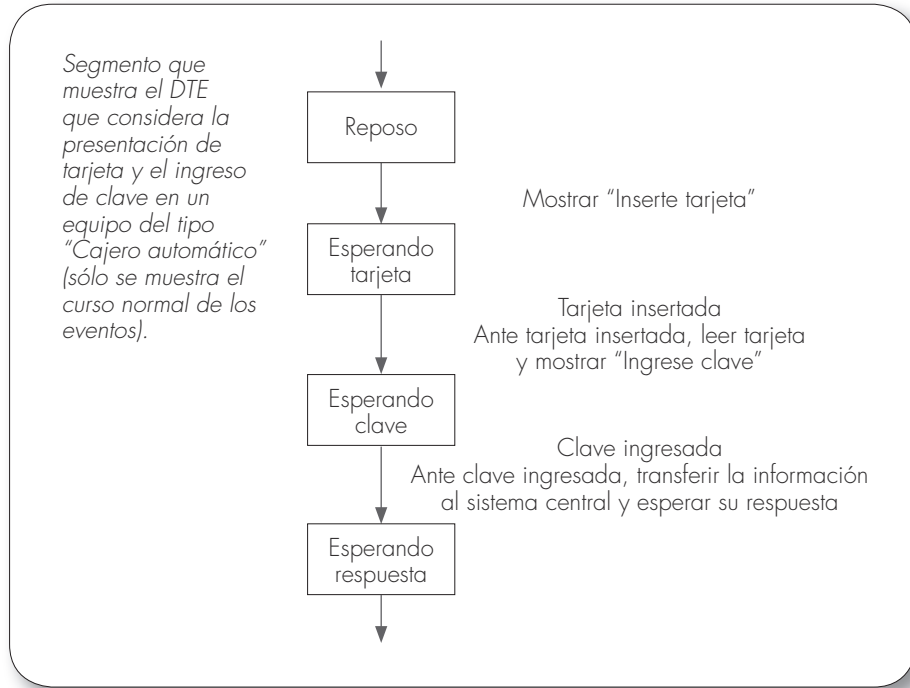 Segmento que
muestra el DTE
que considera la
presentación de
tarjeta y el ingreso
de clave en un
equipo del tipo
“Cajero automático”
(sólo se muestra el
curso normal de los
eventos).
Reposo
Mostrar “Inserte tarjeta”
Esperando
tarjeta
Tarjeta insertada
Ante tarjeta insertada, leer tarjeta
y mostrar “Ingrese clave”
Esperando
clave
Clave ingresada
Ante clave ingresada, transferir la información
al sistema central y esperar su respuesta
Esperando
respuesta